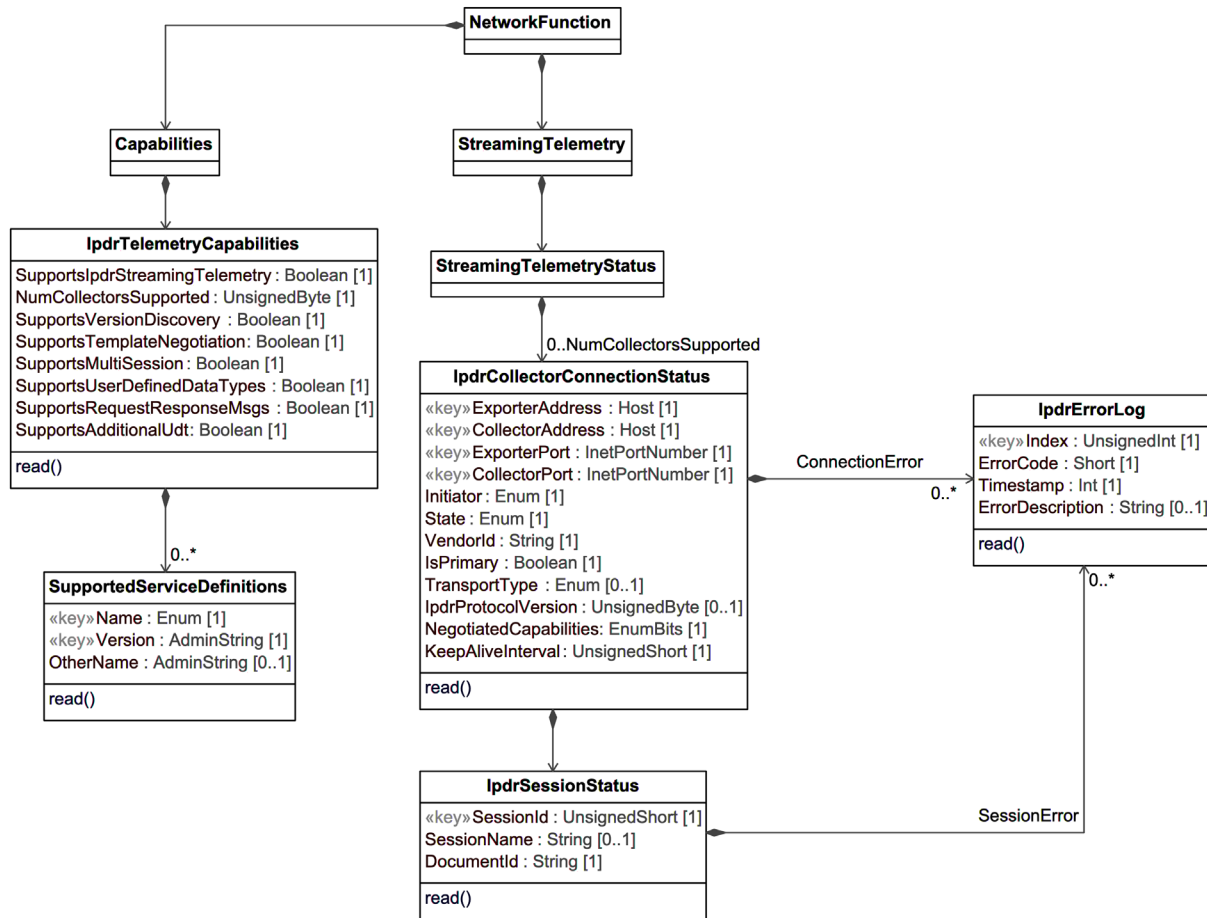 NetworkFunction
Capabilities
StreamingTelemetry
IpdrTelemetryCapabilities
SupportsIpdrStreamingTelemetry : Boolean [1]
NumCollectorsSupported : UnsignedByte [1]
SupportsVersionDiscovery : Boolean [1]
SupportsTemplateNegotiation : Boolean [1]
SupportsMultiSession : Boolean [1]
SupportsUserDefinedDataTypes : Boolean [1]
SupportsRequestResponseMsgs : Boolean [1]
SupportsAdditionalUdt: Boolean [1]
read()
0..*
SupportedServiceDefinitions
«key»Name : Enum [1]
«key»Version : AdminString [1]
OtherName : AdminString [0..1]
read()
StreamingTelemetryStatus
0..NumCollectorsSupported
IpdrCollectorConnectionStatus
«key»ExporterAddress : Host [1]
«key»CollectorAddress : Host [1]
«key»ExporterPort : InetPortNumber [1]
«key»CollectorPort : InetPortNumber [1]
Initiator : Enum [1]
State : Enum [1]
VendorId : String [1]
IsPrimary : Boolean [1]
TransportType : Enum [0..1]
IpdrProtocolVersion : UnsignedByte [0..1]
NegotiatedCapabilities: EnumBits [1]
KeepAliveInterval : UnsignedShort [1]
read()
ConnectionError
0..*
IpdrErrorLog
«key»Index : UnsignedInt [1]
ErrorCode : Short [1]
Timestamp : Int [1]
ErrorDescription : String [0..1]
read()
0..*
IpdrSessionStatus
«key»SessionId : UnsignedShort [1]
SessionName : String [0..1]
DocumentId : String [1]
read()
SessionError